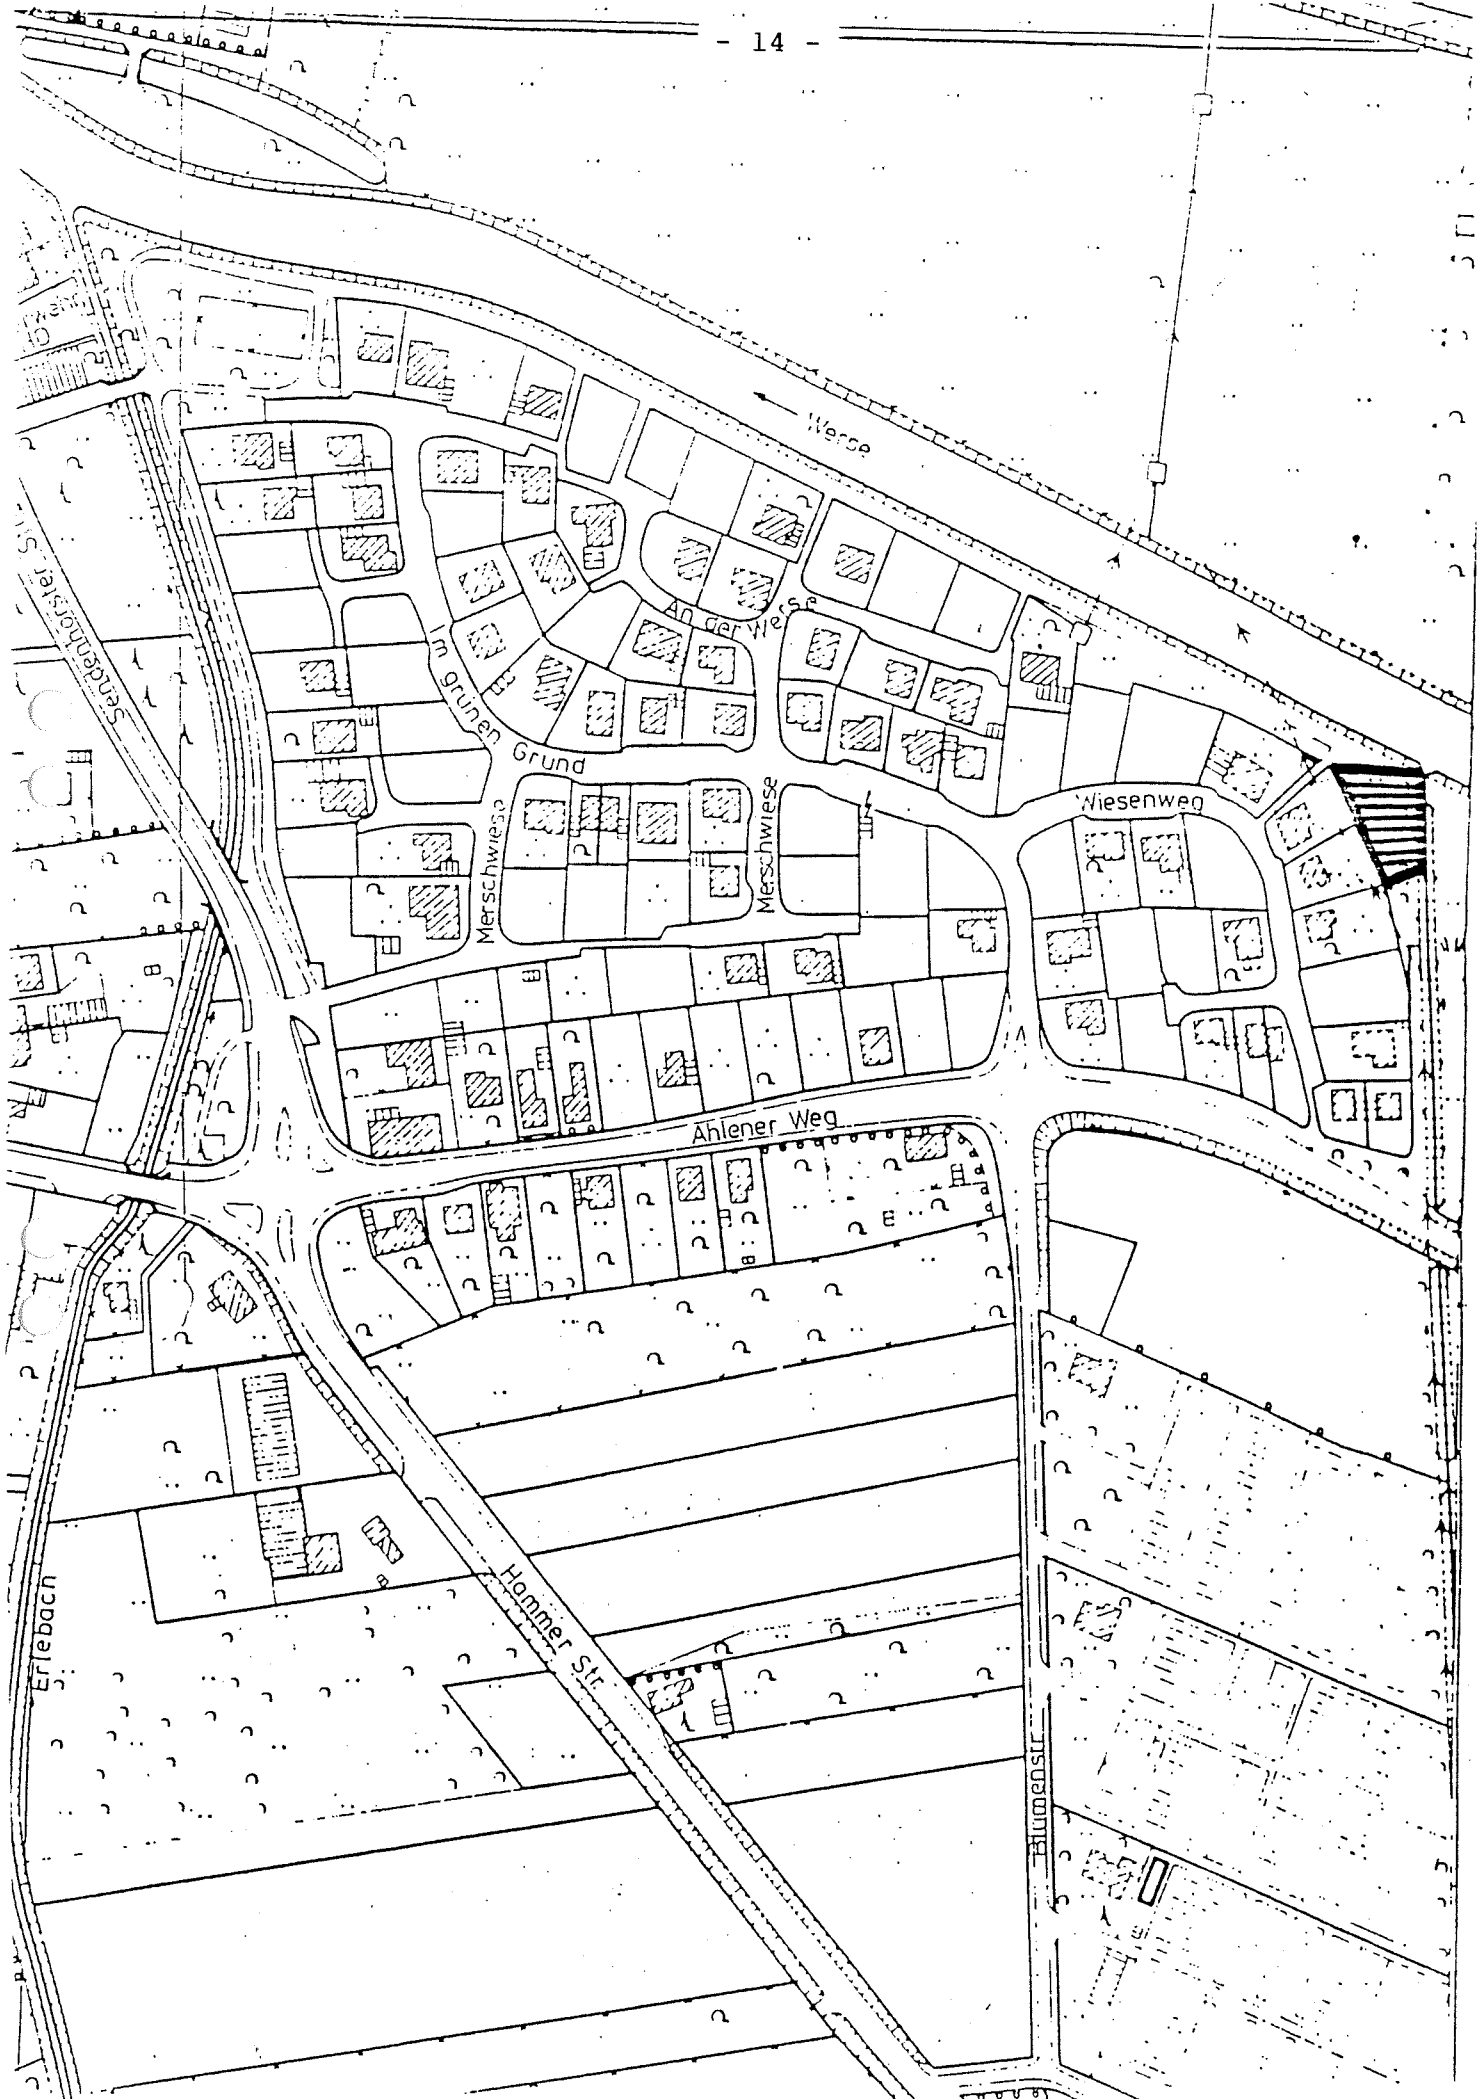 - 14 -
Werse
Sendenhorster Str.
An der Werse
Im grünen Grund
Wiesenweg
Merschwiese
Merschwiese
Ahlener Weg
Hammer Str.
Erlebach
Blumenstr.